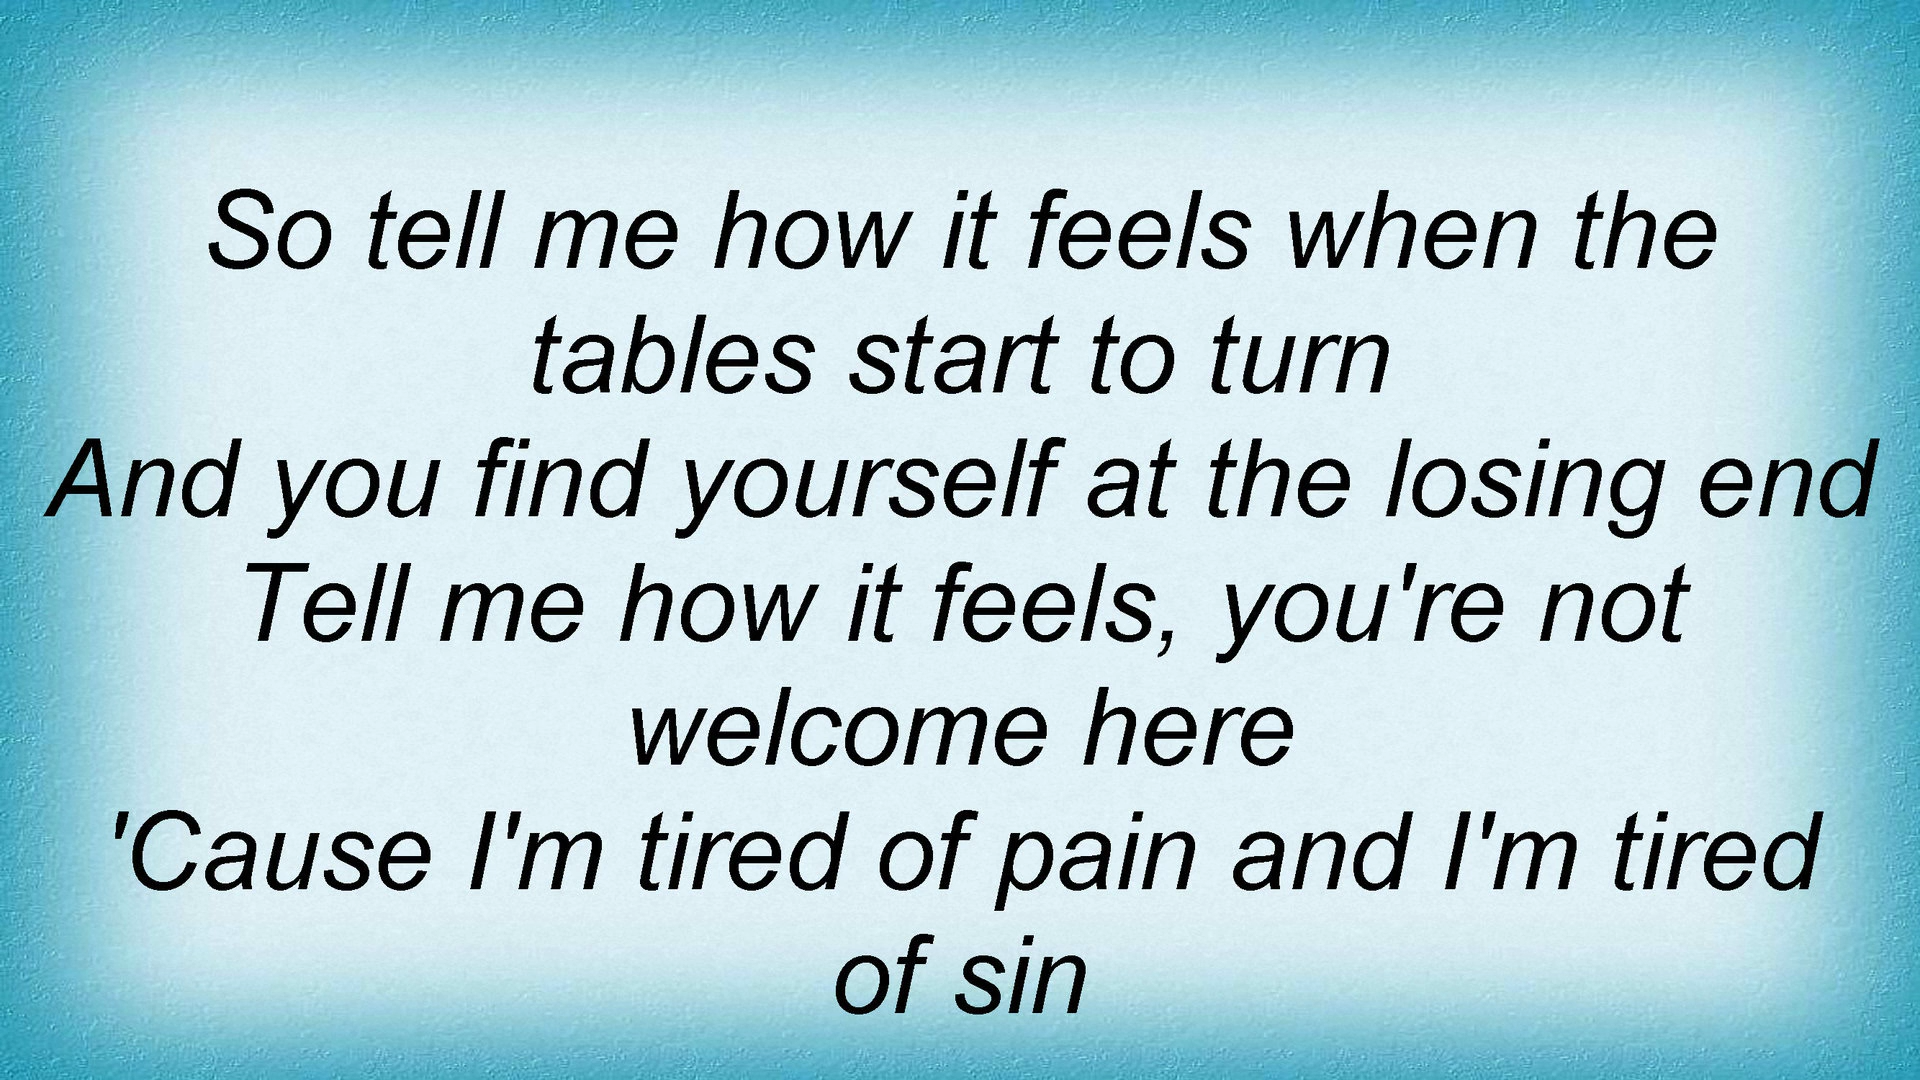 So tell me how it feels when the
tables start to turn
And you find yourself at the losing end
Tell me how it feels, you're not
welcome here
'Cause I'm tired of pain and I'm tired
of sin